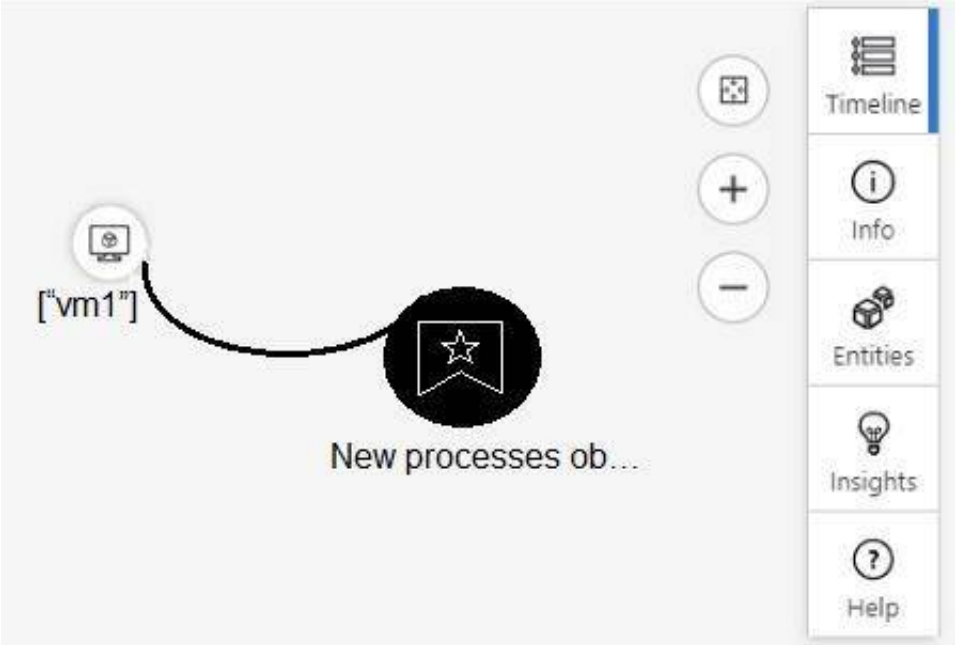 Timeline
Info
["vm1"]
Entities
New processes ob...
Insights
Help